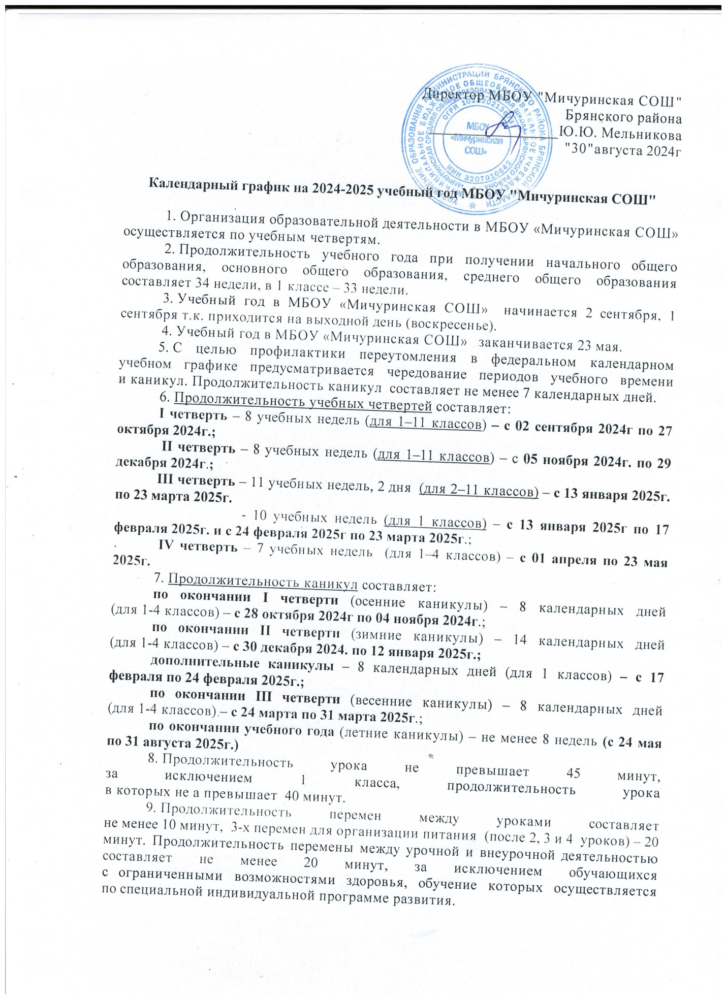 Директор МБОУ "Мичуринская СОШ"
Брянского района
Ю.Ю. Мельникова
"30"августа 2024г
МБОУ
«Мичуринская
СОШ»
ИНН 3207010642
Календарный график на 2024-2025 учебный год МБОУ "Мичуринская СОШ"
1. Организация образовательной деятельности в МБОУ «Мичуринская СОШ»
осуществляется по учебным четвертям.
2. Продолжительность учебного года при получении начального общего
образования, основного общего образования, среднего общего образования
составляет 34 недели, в 1 классе – 33 недели.
3. Учебный год в МБОУ «Мичуринская СОШ» начинается 2 сентября, 1
сентября т.к. приходится на выходной день (воскресенье).
4. Учебный год в МБОУ «Мичуринская СОШ» заканчивается 23 мая.
5. С целью профилактики переутомления в федеральном календарном
учебном графике предусматривается чередование периодов учебного времени
и каникул. Продолжительность каникул составляет не менее 7 календарных дней.
6. Продолжительность учебных четвертей составляет:
I четверть – 8 учебных недель (для 1–11 классов) – с 02 сентября 2024г по 27
октября 2024г.;
II четверть – 8 учебных недель (для 1–11 классов) – с 05 ноября 2024г. по 29
декабря 2024г.;
III четверть – 11 учебных недель, 2 дня (для 2–11 классов) – с 13 января 2025г.
по 23 марта 2025г.
- 10 учебных недель (для 1 классов) – с 13 января 2025г по 17
февраля 2025г. и с 24 февраля 2025г по 23 марта 2025г.;
IV четверть – 7 учебных недель (для 1–4 классов) – с 01 апреля по 23 мая
2025г.
7. Продолжительность каникул составляет:
по окончании I четверти (осенние каникулы) – 8 календарных дней
(для 1-4 классов) – с 28 октября 2024г по 04 ноября 2024г.;
по окончании II четверти (зимние каникулы) – 14 календарных дней
(для 1-4 классов) – с 30 декабря 2024. по 12 января 2025г.;
дополнительные каникулы – 8 календарных дней (для 1 классов) – с 17
февраля по 24 февраля 2025г.;
по окончании III четверти (весенние каникулы) – 8 календарных дней
(для 1-4 классов).– с 24 марта по 31 марта 2025г.;
по окончании учебного года (летние каникулы) – не менее 8 недель (с 24 мая
по 31 августа 2025г.)
8. Продолжительность урока не превышает 45 минут,
за исключением 1 класса, продолжительность урока
в которых не а превышает 40 минут.
9. Продолжительность перемен между уроками составляет
не менее 10 минут, 3-х перемен для организации питания (после 2, 3 и 4 уроков) – 20
минут. Продолжительность перемены между урочной и внеурочной деятельностью
составляет не менее 20 минут, за исключением обучающихся
с ограниченными возможностями здоровья, обучение которых осуществляется
по специальной индивидуальной программе развития.